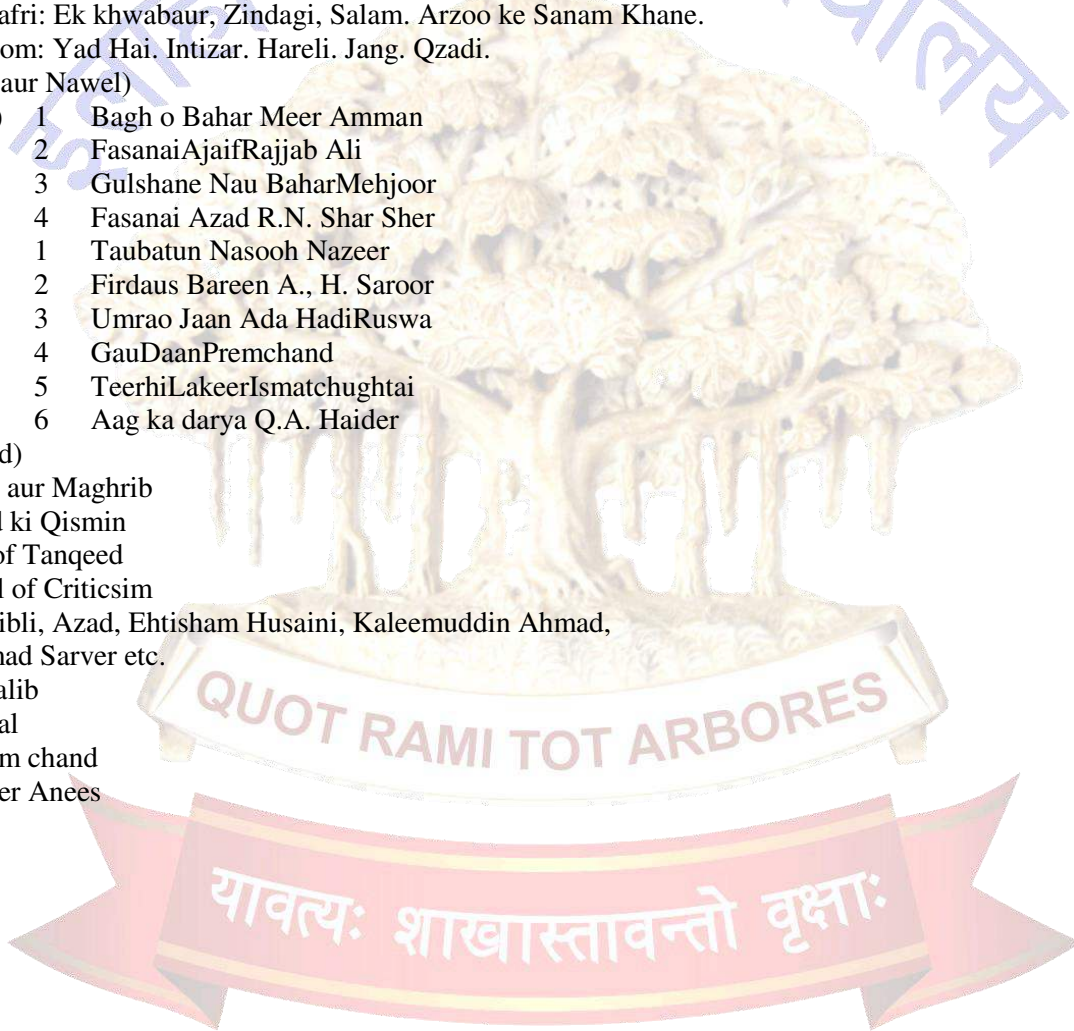 afri: Ek khwabaur, Zindagi, Salam. Arzoo ke Sanam Khane.
om: Yad Hai. Intizar. Hareli. Jang. Qzadi.
aur Nawel)
) 1 Bagh o Bahar Meer Amman
2 FasanaiAjaifRajjab Ali
3 Gulshane Nau BaharMehjoor
4 Fasanai Azad R.N. Shar Sher
1 Taubatun Nasooh Nazeer
2 Firdaus Bareen A., H. Saroor
3 Umrao Jaan Ada HadiRuswa
4 GauDaanPremchand
5 TeerhiLakeerIsmatchughtai
6 Aag ka darya Q.A. Haider
d)
aur Maghrib
l ki Qismin
of Tanqeed
l of Criticsim
ibli, Azad, Ehtisham Husaini, Kaleemuddin Ahmad,
mad Sarver etc.
alib
al
m chand
er Anees
QUOT RAMI TOT ARBORES
यावत्यः शाखास्तावन्तो वृक्षाः